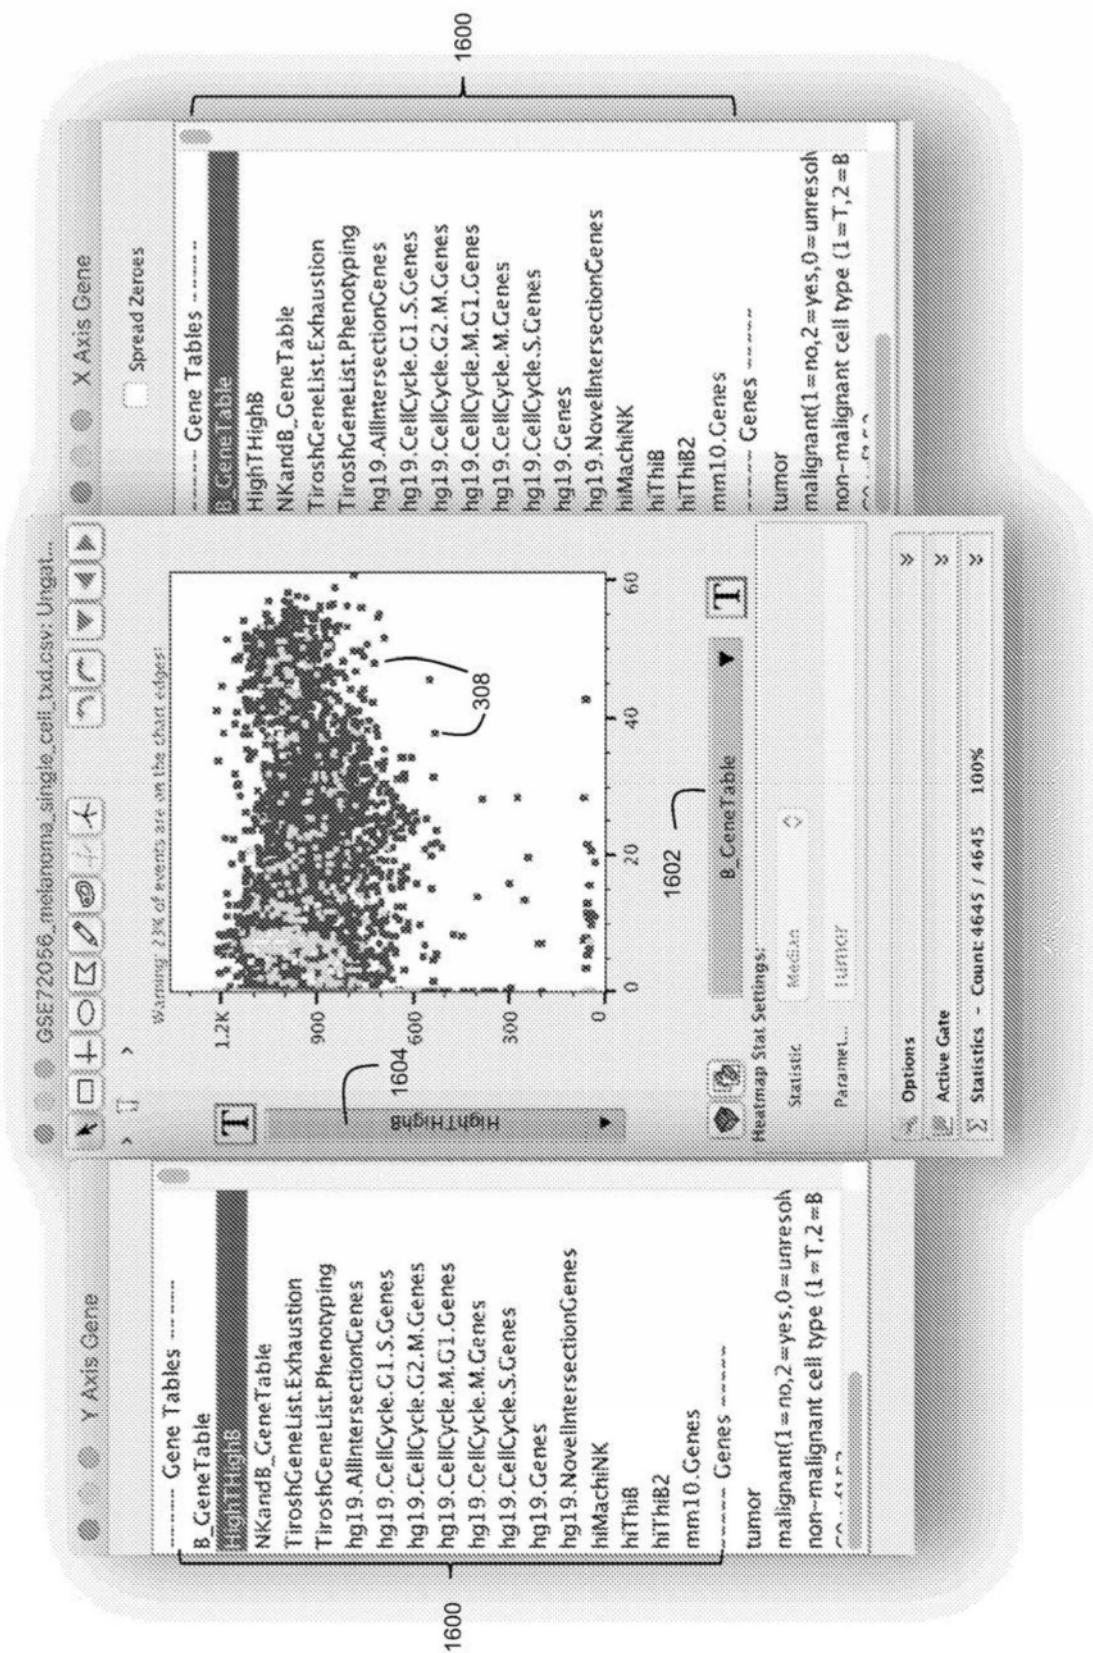 1600
Y Axis Gene
------ Gene Tables ------
B_GeneTable
HighTHighB
NKandB_GeneTable
TiroshGeneList.Exhaustion
TiroshGeneList.Phenotyping
hg19.AllIntersectionGenes
hg19.CellCycle.G1.S.Genes
hg19.CellCycle.G2.M.Genes
hg19.CellCycle.M.G1.Genes
hg19.CellCycle.M.Genes
hg19.CellCycle.S.Genes
hg19.Genes
hg19.NovelIntersectionGenes
hiMachiNK
hiThiB
hiThiB2
mm10.Genes
------ Genes ------
tumor
malignant(1=no,2=yes,0=unresolv
non-malignant cell type (1=T,2=B
GSE72056_melanoma_single_cell_txd.csv: Ungat...
Warning 23% of events are on the chart edges:
T
HighTHighB
1604
1.2K
900
600
300
0
308
0
20
40
60
1602
B_GeneTable
T
Heatmap Stat Settings:
Statistic
Median
Paramet...
tumor
Options
Active Gate
Σ Statistics - Count: 4645 / 4645 100%
X Axis Gene
Spread Zeroes
------ Gene Tables ------
B_GeneTable
HighTHighB
NKandB_GeneTable
TiroshGeneList.Exhaustion
TiroshGeneList.Phenotyping
hg19.AllIntersectionGenes
hg19.CellCycle.G1.S.Genes
hg19.CellCycle.G2.M.Genes
hg19.CellCycle.M.G1.Genes
hg19.CellCycle.M.Genes
hg19.CellCycle.S.Genes
hg19.Genes
hg19.NovelIntersectionGenes
hiMachiNK
hiThiB
hiThiB2
mm10.Genes
------ Genes ------
tumor
malignant(1=no,2=yes,0=unresolv
non-malignant cell type (1=T,2=B
1600